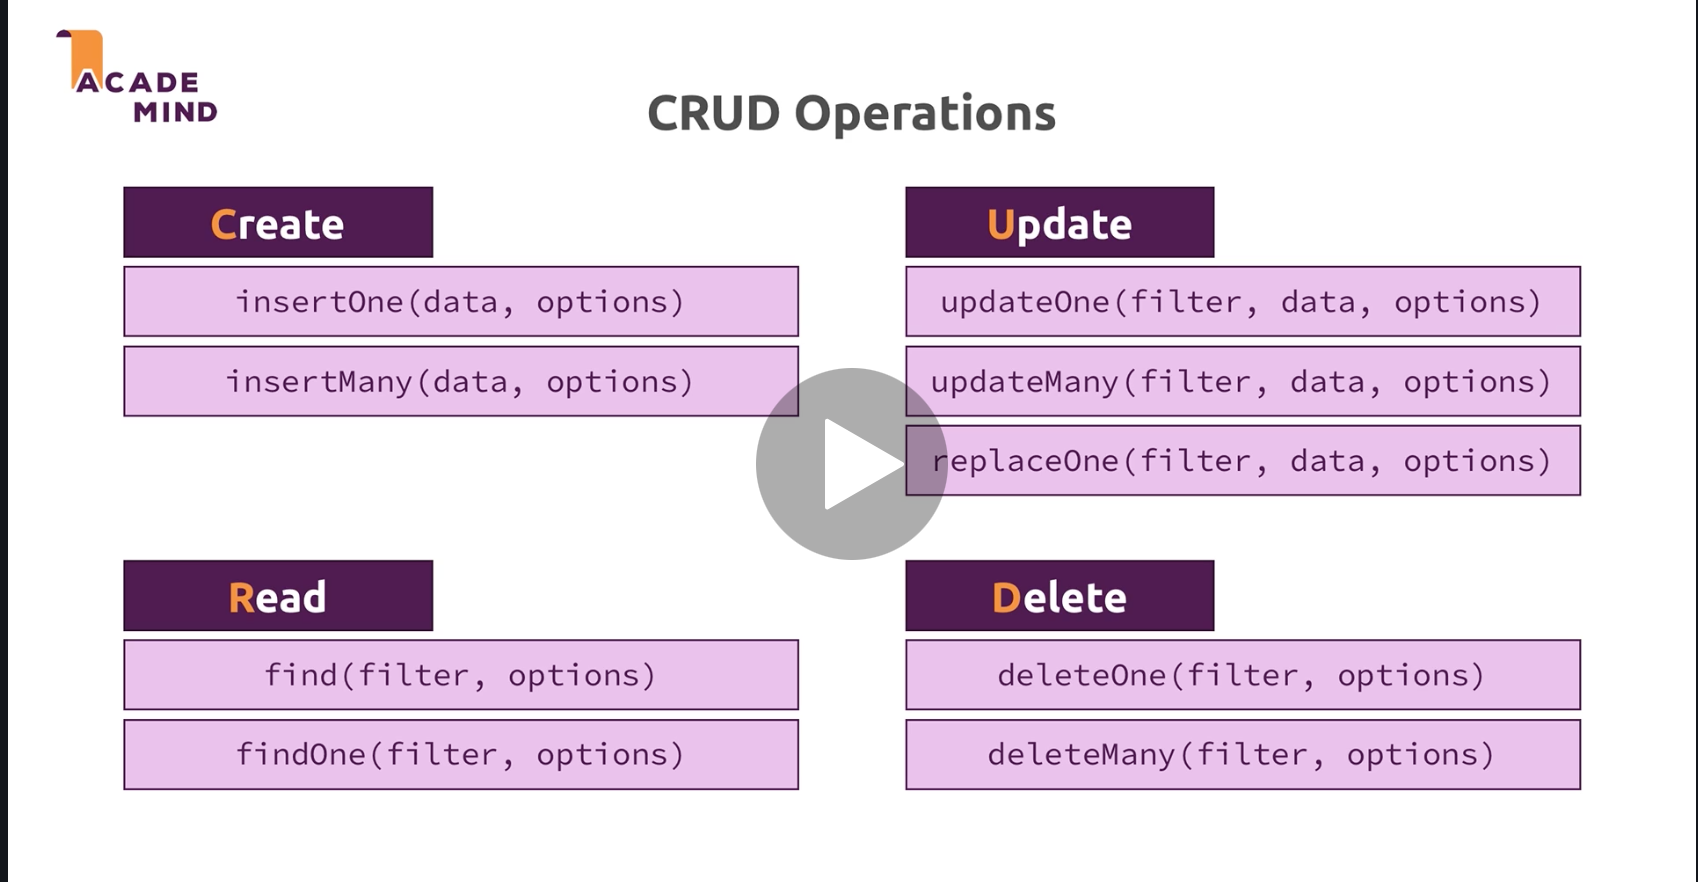 ACADE
MIND
CRUD Operations
Create
insertOne(data, options)
insertMany(data, options)
Update
updateOne(filter, data, options)
updateMany(filter, data, options)
replaceOne(filter, data, options)
Read
find(filter, options)
findOne(filter, options)
Delete
deleteOne(filter, options)
deleteMany(filter, options)